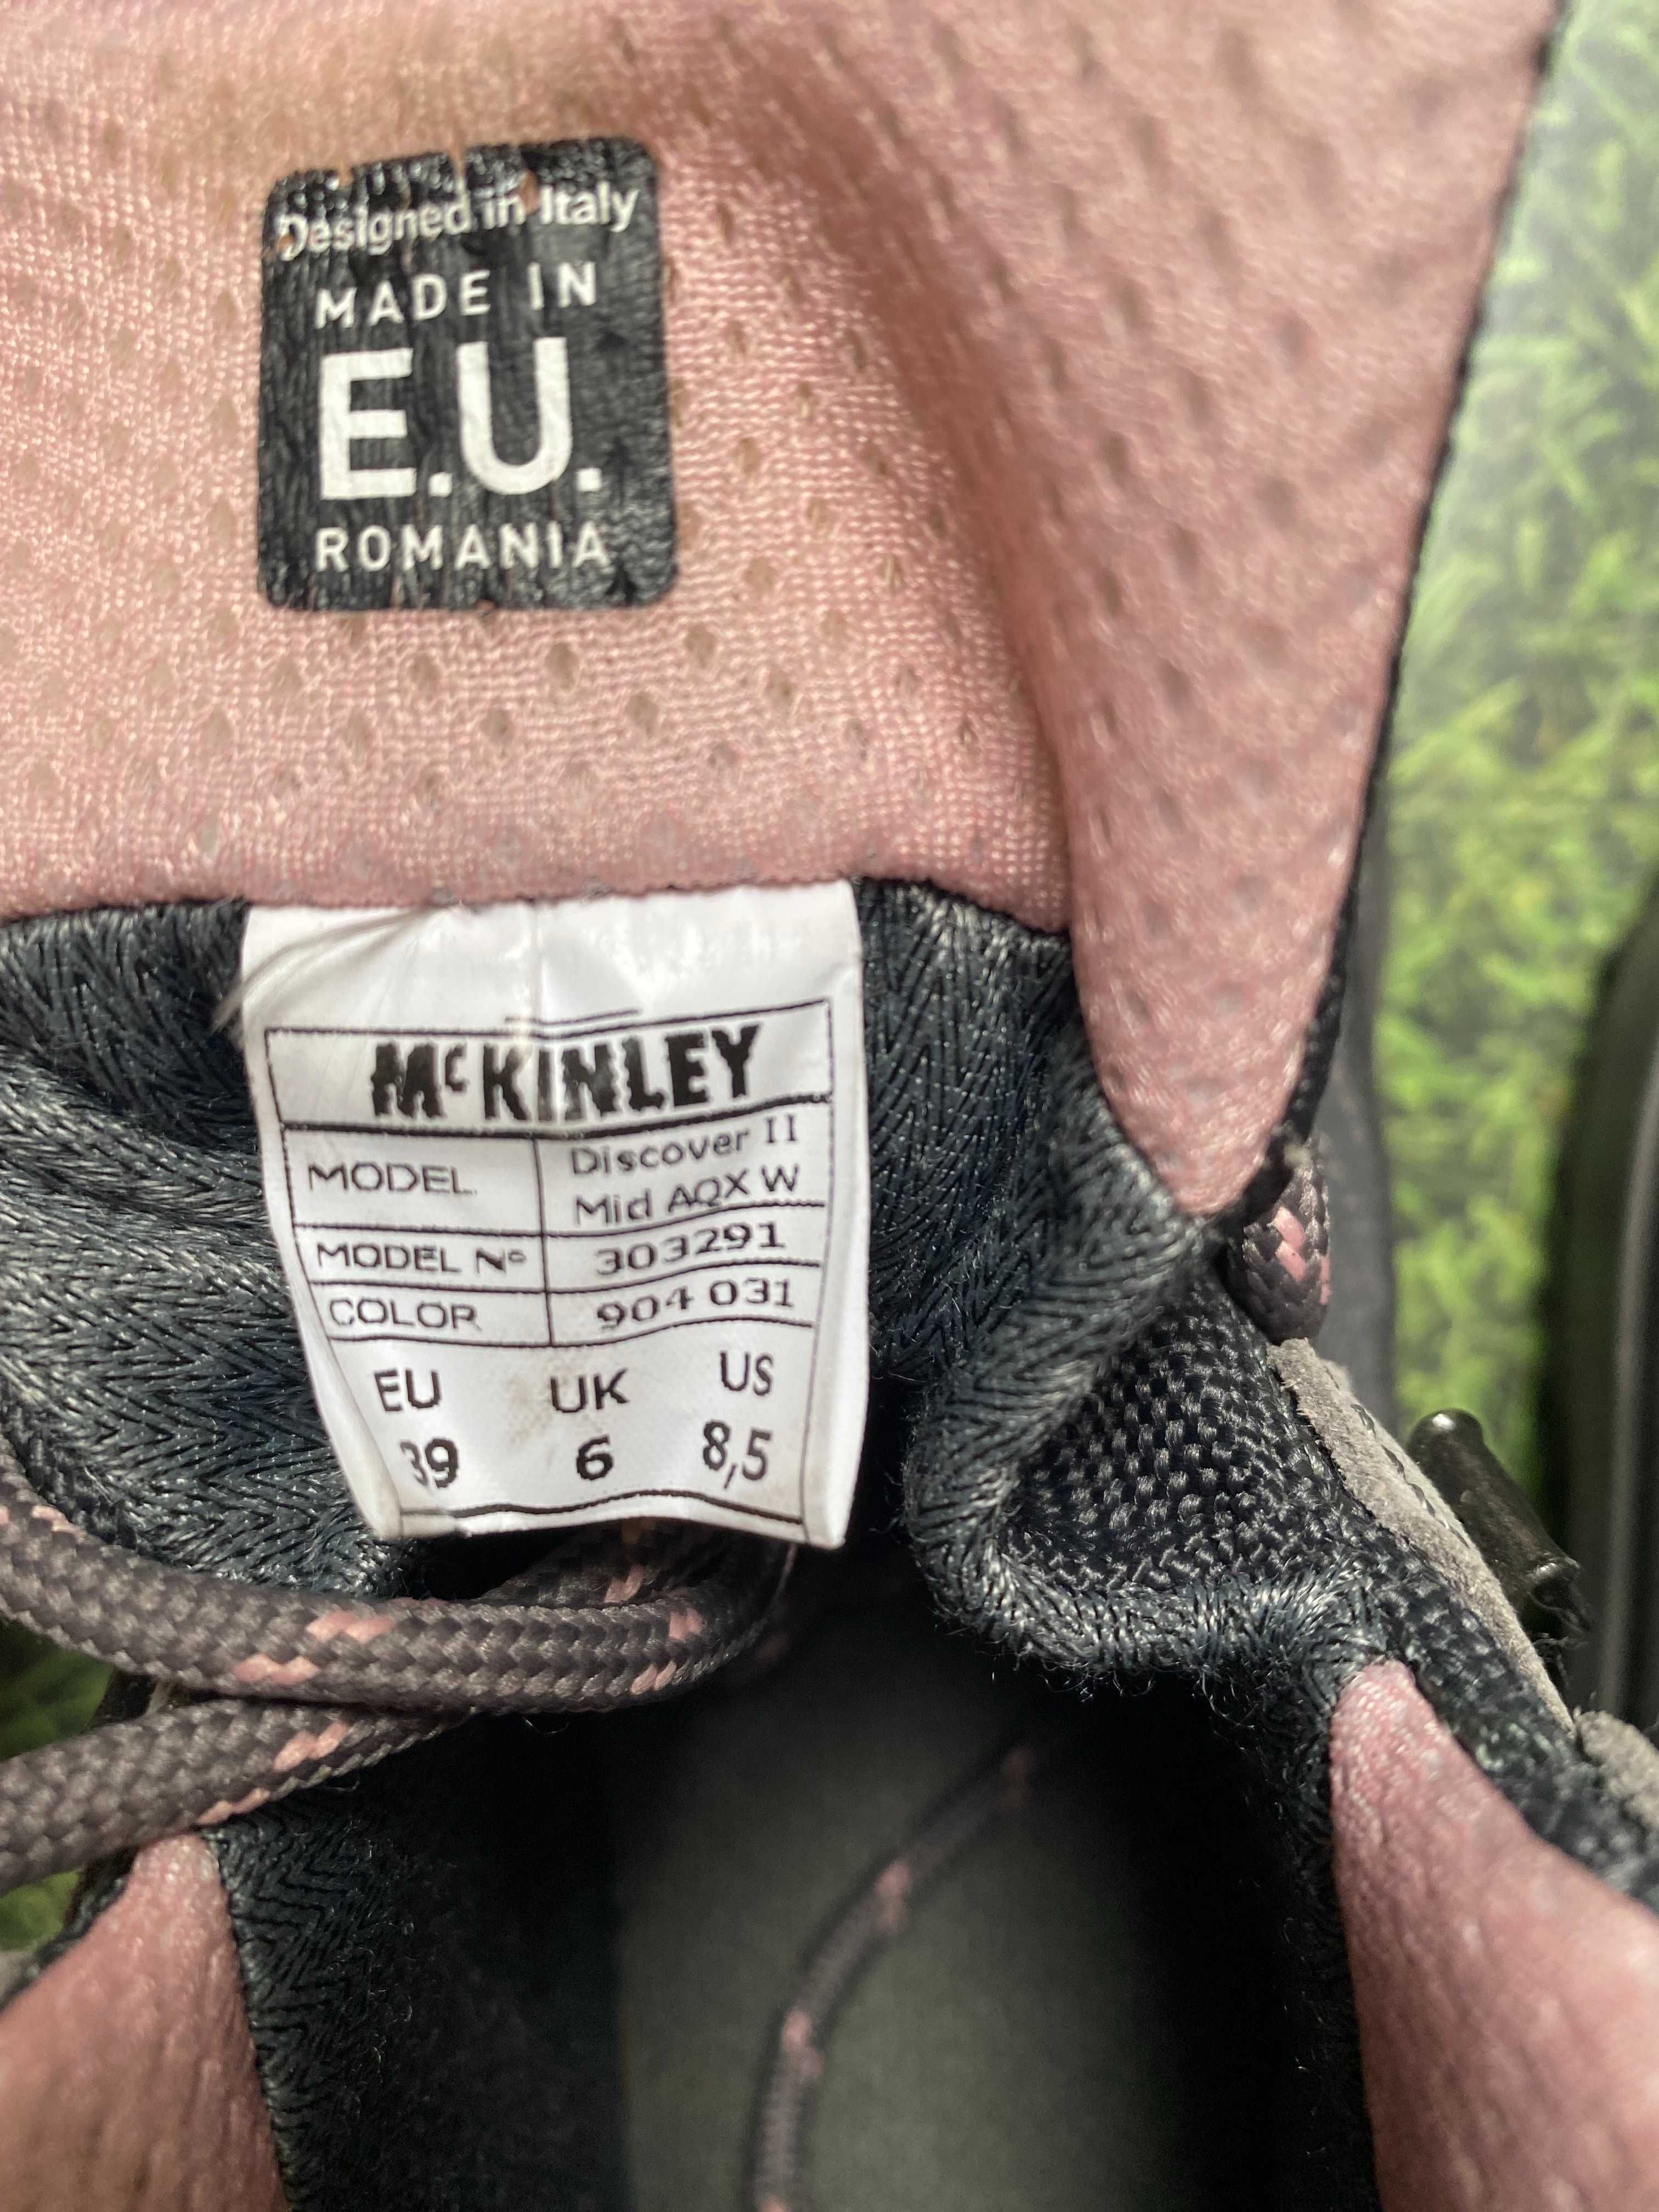 Designed in Italy
MADE IN
E.U.
ROMANIA
McKINLEY
MODEL Discover II
Mid AQX W
MODEL Nº 303291
COLOR 904 031
EU UK US
39 6 8,5